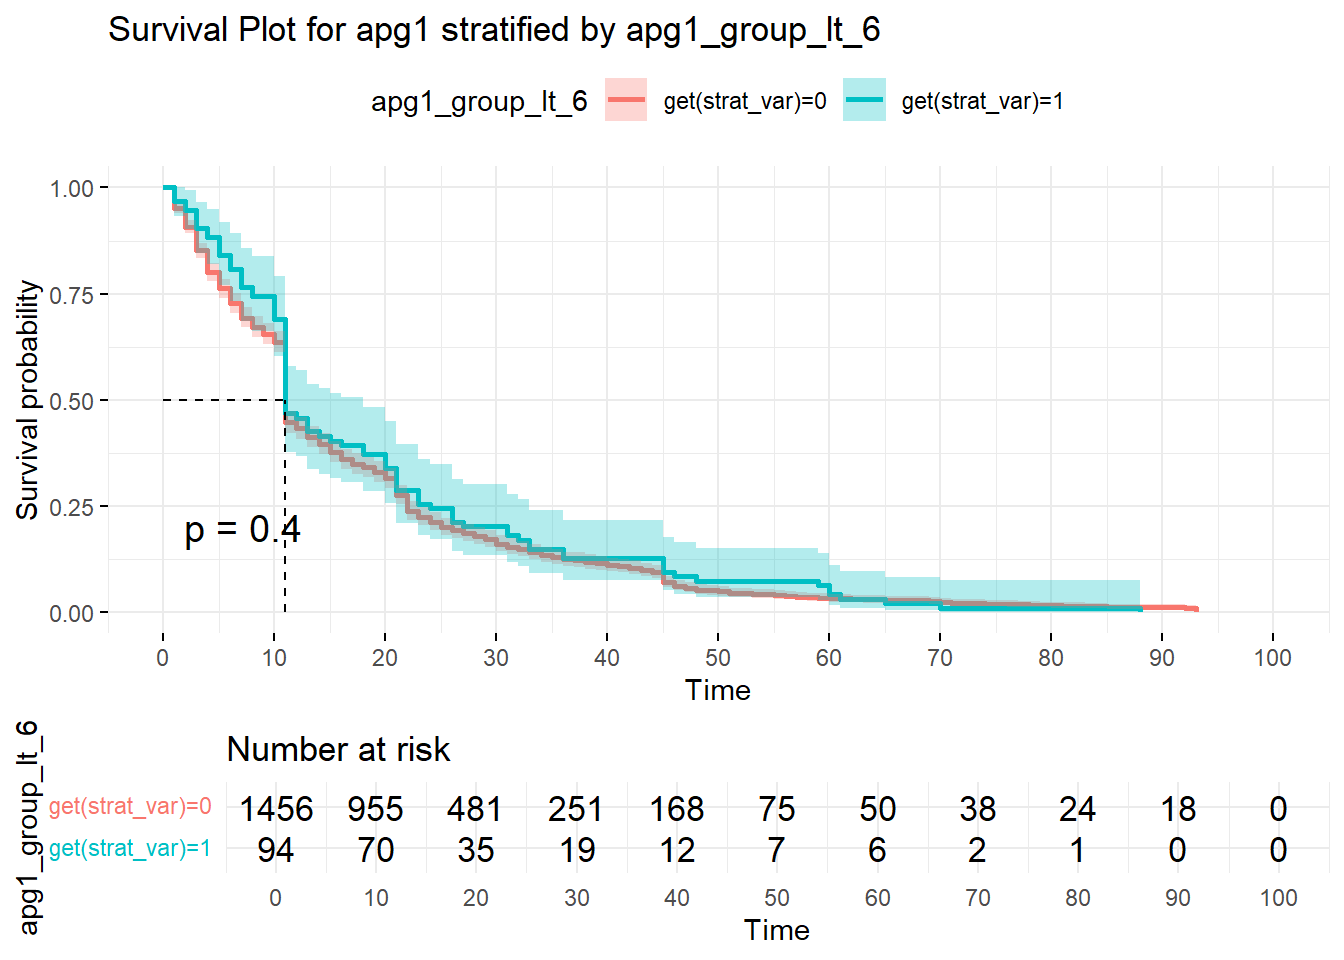 Survival Plot for apg1 stratified by apg1_group_lt_6
apg1_group_lt_6 get(strat_var)=0 get(strat_var)=1
Survival probability
1.00
0.75
0.50
0.25
0.00
p = 0.4
0 10 20 30 40 50 60 70 80 90 100
Time
Number at risk
apg1_group_lt_6
get(strat_var)=0 1456 955 481 251 168 75 50 38 24 18 0
get(strat_var)=1 94 70 35 19 12 7 6 2 1 0 0
0 10 20 30 40 50 60 70 80 90 100
Time